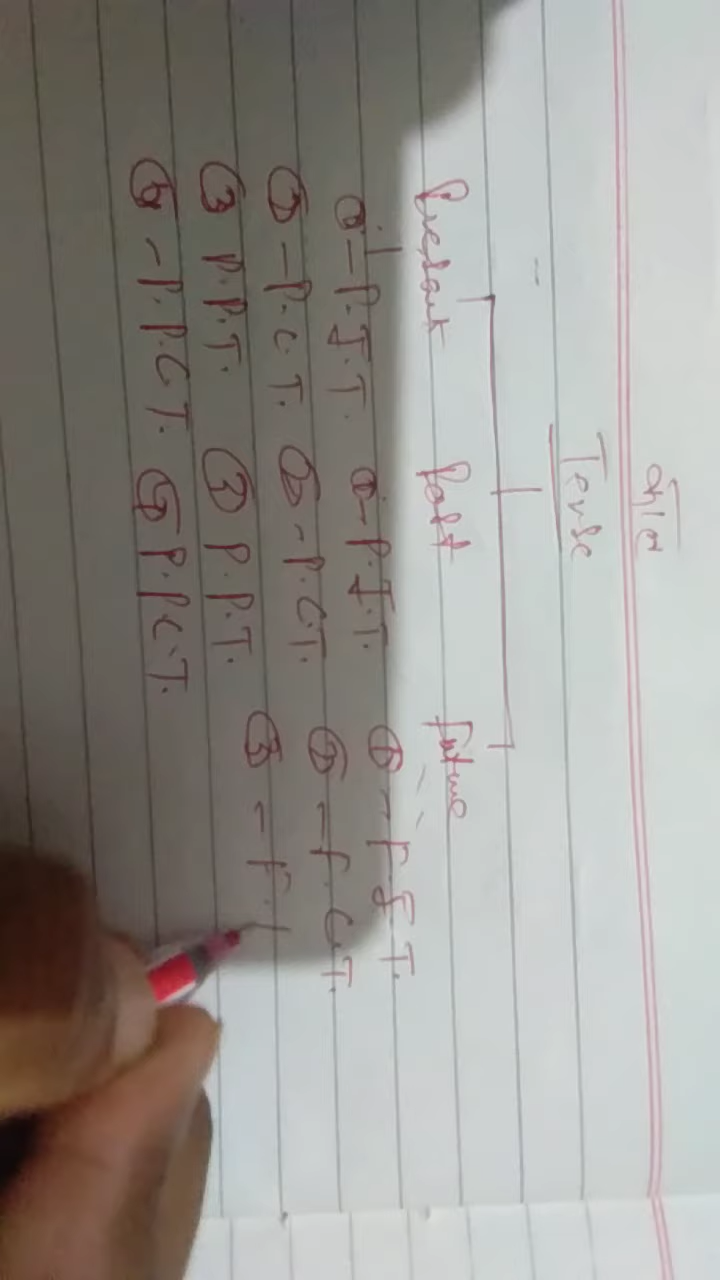 काल
Tense
Present Past Future
① - P.I.T. ① - P.I.T. ① - F.I.T.
② - P.C.T. ② - P.C.T. ② - F.C.T.
③ P.P.T. ③ P.P.T. ③ - F.
④ - P.P.C.T. ④ P.P.C.T.